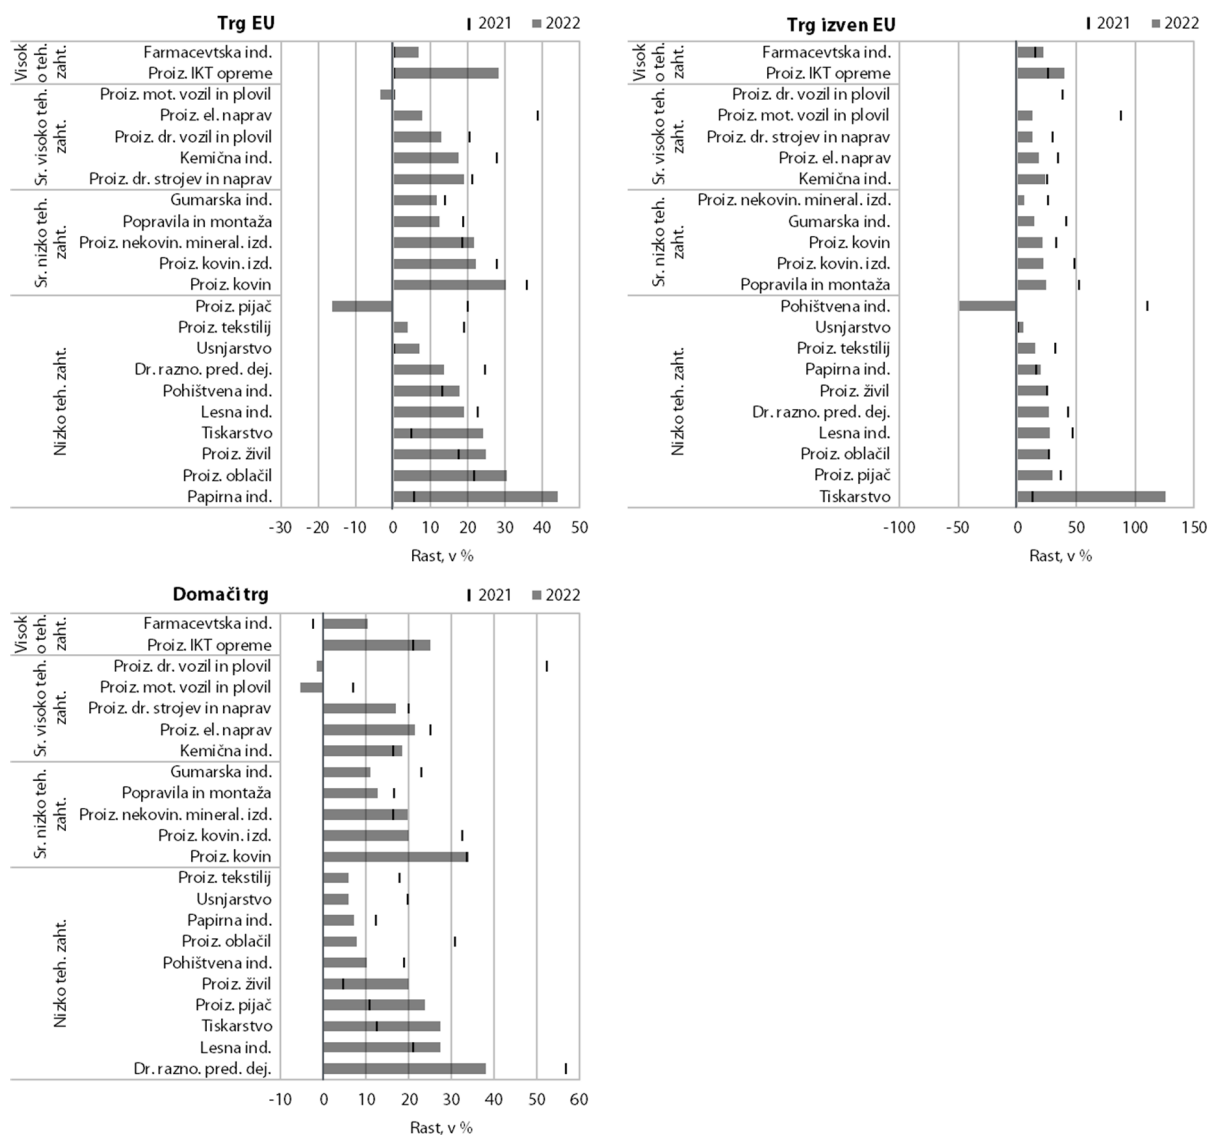 Trg EU
2021
2022
Visok
o teh.
zaht.
Farmacevtska ind.
Proiz. IKT opreme
Sr. visoko teh.
zaht.
Proiz. mot. vozil in plovil
Proiz. el. naprav
Proiz. dr. vozil in plovil
Kemična ind.
Proiz. dr. strojev in naprav
Sr. nizko teh.
zaht.
Gumarska ind.
Popravila in montaža
Proiz. nekovin. mineral. izd.
Proiz. kovin. izd.
Proiz. kovin
Nizko teh. zaht.
Proiz. pijač
Proiz. tekstilij
Usnjarstvo
Dr. razno. pred. dej.
Pohištvena ind.
Lesna ind.
Tiskarstvo
Proiz. živil
Proiz. oblačil
Papirna ind.
-30 -20 -10 0 10 20 30 40 50
Rast, v %
Trg izven EU
2021
2022
Visok
o teh.
zaht.
Farmacevtska ind.
Proiz. IKT opreme
Sr. visoko teh.
zaht.
Proiz. dr. vozil in plovil
Proiz. mot. vozil in plovil
Proiz. dr. strojev in naprav
Proiz. el. naprav
Kemična ind.
Sr. nizko teh.
zaht.
Proiz. nekovin. mineral. izd.
Gumarska ind.
Proiz. kovin
Proiz. kovin. izd.
Popravila in montaža
Nizko teh. zaht.
Pohištvena ind.
Usnjarstvo
Proiz. tekstilij
Papirna ind.
Proiz. živil
Dr. razno. pred. dej.
Lesna ind.
Proiz. oblačil
Proiz. pijač
Tiskarstvo
-100 -50 0 50 100 150
Rast, v %
Domači trg
2021
2022
Visok
o teh.
zaht.
Farmacevtska ind.
Proiz. IKT opreme
Sr. visoko teh.
zaht.
Proiz. dr. vozil in plovil
Proiz. mot. vozil in plovil
Proiz. dr. strojev in naprav
Proiz. el. naprav
Kemična ind.
Sr. nizko teh.
zaht.
Gumarska ind.
Popravila in montaža
Proiz. nekovin. mineral. izd.
Proiz. kovin. izd.
Proiz. kovin
Nizko teh. zaht.
Proiz. tekstilij
Usnjarstvo
Papirna ind.
Proiz. oblačil
Pohištvena ind.
Proiz. živil
Proiz. pijač
Tiskarstvo
Lesna ind.
Dr. razno. pred. dej.
-10 0 10 20 30 40 50 60
Rast, v %